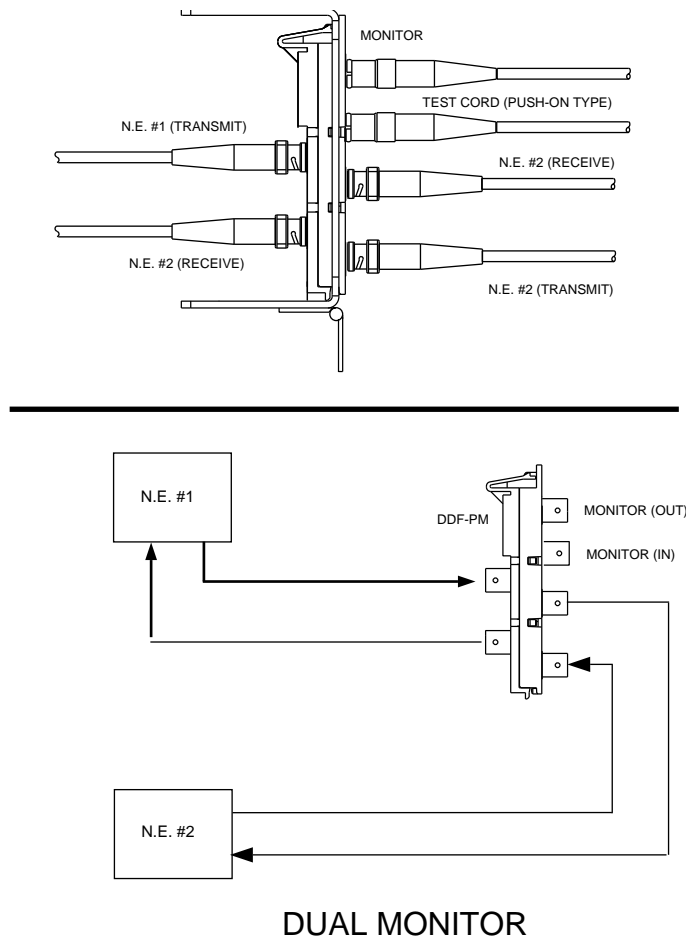 MONITOR
TEST CORD (PUSH-ON TYPE)
N.E. #1 (TRANSMIT)
N.E. #2 (RECEIVE)
N.E. #2 (RECEIVE)
N.E. #2 (TRANSMIT)
N.E. #1
DDF-PM
MONITOR (OUT)
MONITOR (IN)
N.E. #2
DUAL MONITOR